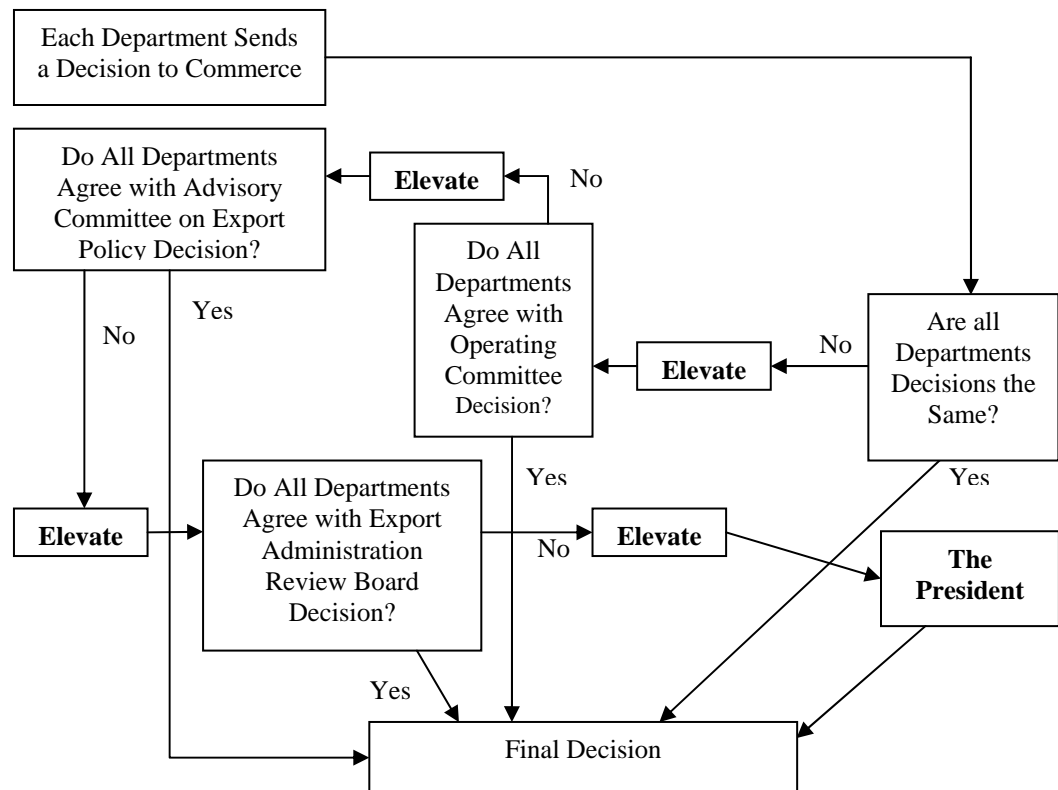 Each Department Sends
a Decision to Commerce
Do All Departments
Agree with Advisory
Committee on Export
Policy Decision?
Elevate
No
Do All
Departments
Agree with
Operating
Committee
Decision?
Elevate
No
Are all
Departments
Decisions the
Same?
No
Yes
Yes
Yes
Elevate
Do All Departments
Agree with Export
Administration
Review Board
Decision?
No
Elevate
The
President
Yes
Final Decision